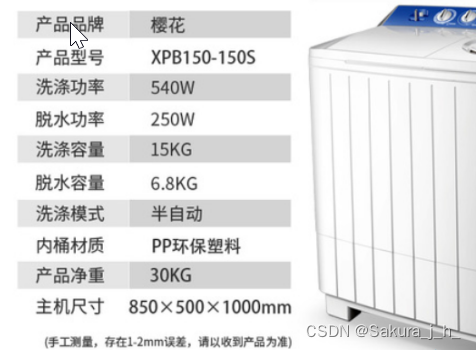 产品品牌 樱花
产品型号 XPB150-150S
洗涤功率 540W
脱水功率 250W
洗涤容量 15KG
脱水容量 6.8KG
洗涤模式 半自动
内桶材质 PP环保塑料
产品净重 30KG
主机尺寸 850×500×1000mm
(手工测量，存在1-2mm误差，请以收到产品为准)
CSDN @Sakura_j_h_